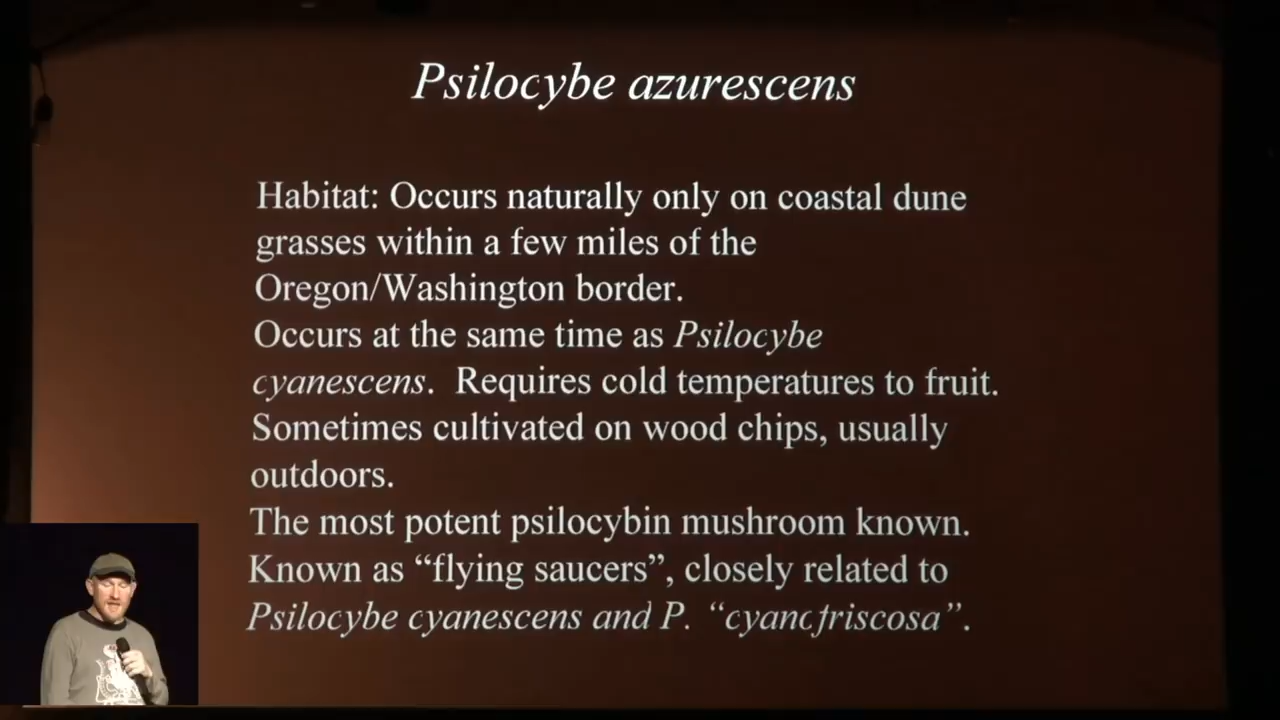 Psilocybe azurescens
Habitat: Occurs naturally only on coastal dune
grasses within a few miles of the
Oregon/Washington border.
Occurs at the same time as Psilocybe
cyanescens. Requires cold temperatures to fruit.
Sometimes cultivated on wood chips, usually
outdoors.
The most potent psilocybin mushroom known.
Known as “flying saucers”, closely related to
Psilocybe cyanescens and P. “cyanofriscosa”.